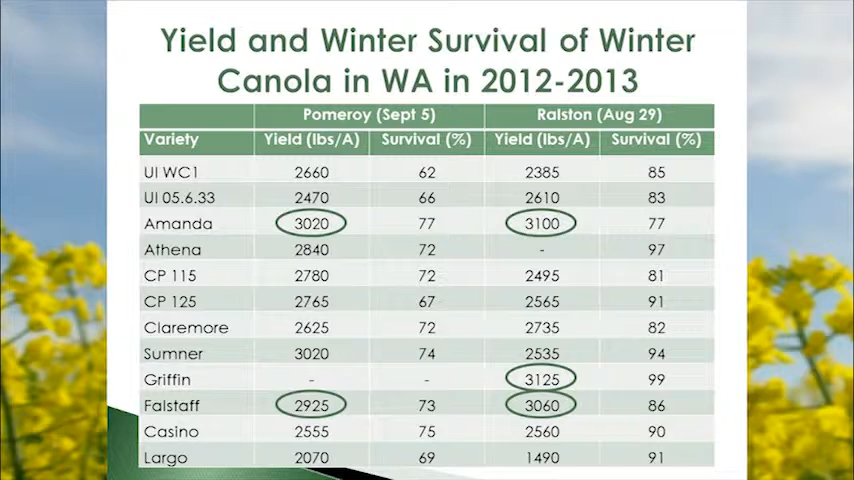 Yield and Winter Survival of Winter
Canola in WA in 2012-2013
Pomeroy (Sept 5) Ralston (Aug 29)
Variety Yield (lbs/A) Survival (%) Yield (lbs/A) Survival (%)
UI WC1 2660 62 2385 85
UI 05.6.33 2470 66 2610 83
Amanda 3020 77 3100 77
Athena 2840 72 - 97
CP 115 2780 72 2495 81
CP 125 2765 67 2565 91
Claremore 2625 72 2735 82
Sumner 3020 74 2535 94
Griffin - - 3125 99
Falstaff 2925 73 3060 86
Casino 2555 75 2560 90
Largo 2070 69 1490 91